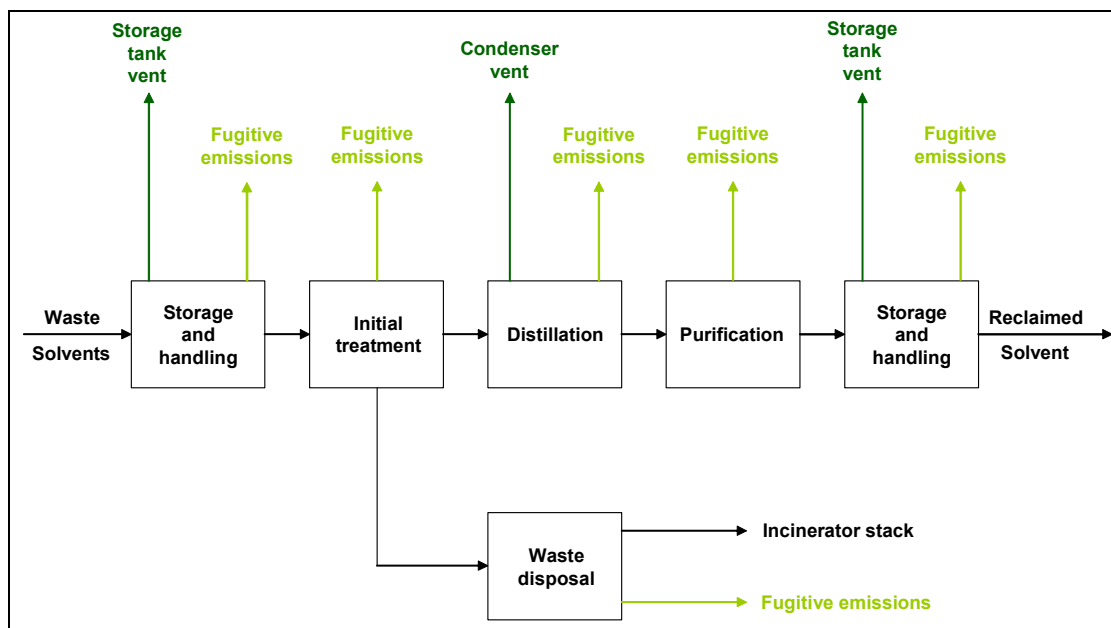 Storage
tank
vent
Condenser
vent
Storage
tank
vent
Fugitive
emissions
Fugitive
emissions
Fugitive
emissions
Fugitive
emissions
Fugitive
emissions
Waste
Solvents
Storage
and
handling
Initial
treatment
Distillation
Purification
Storage
and
handling
Reclaimed
Solvent
Waste
disposal
Incinerator stack
Fugitive emissions